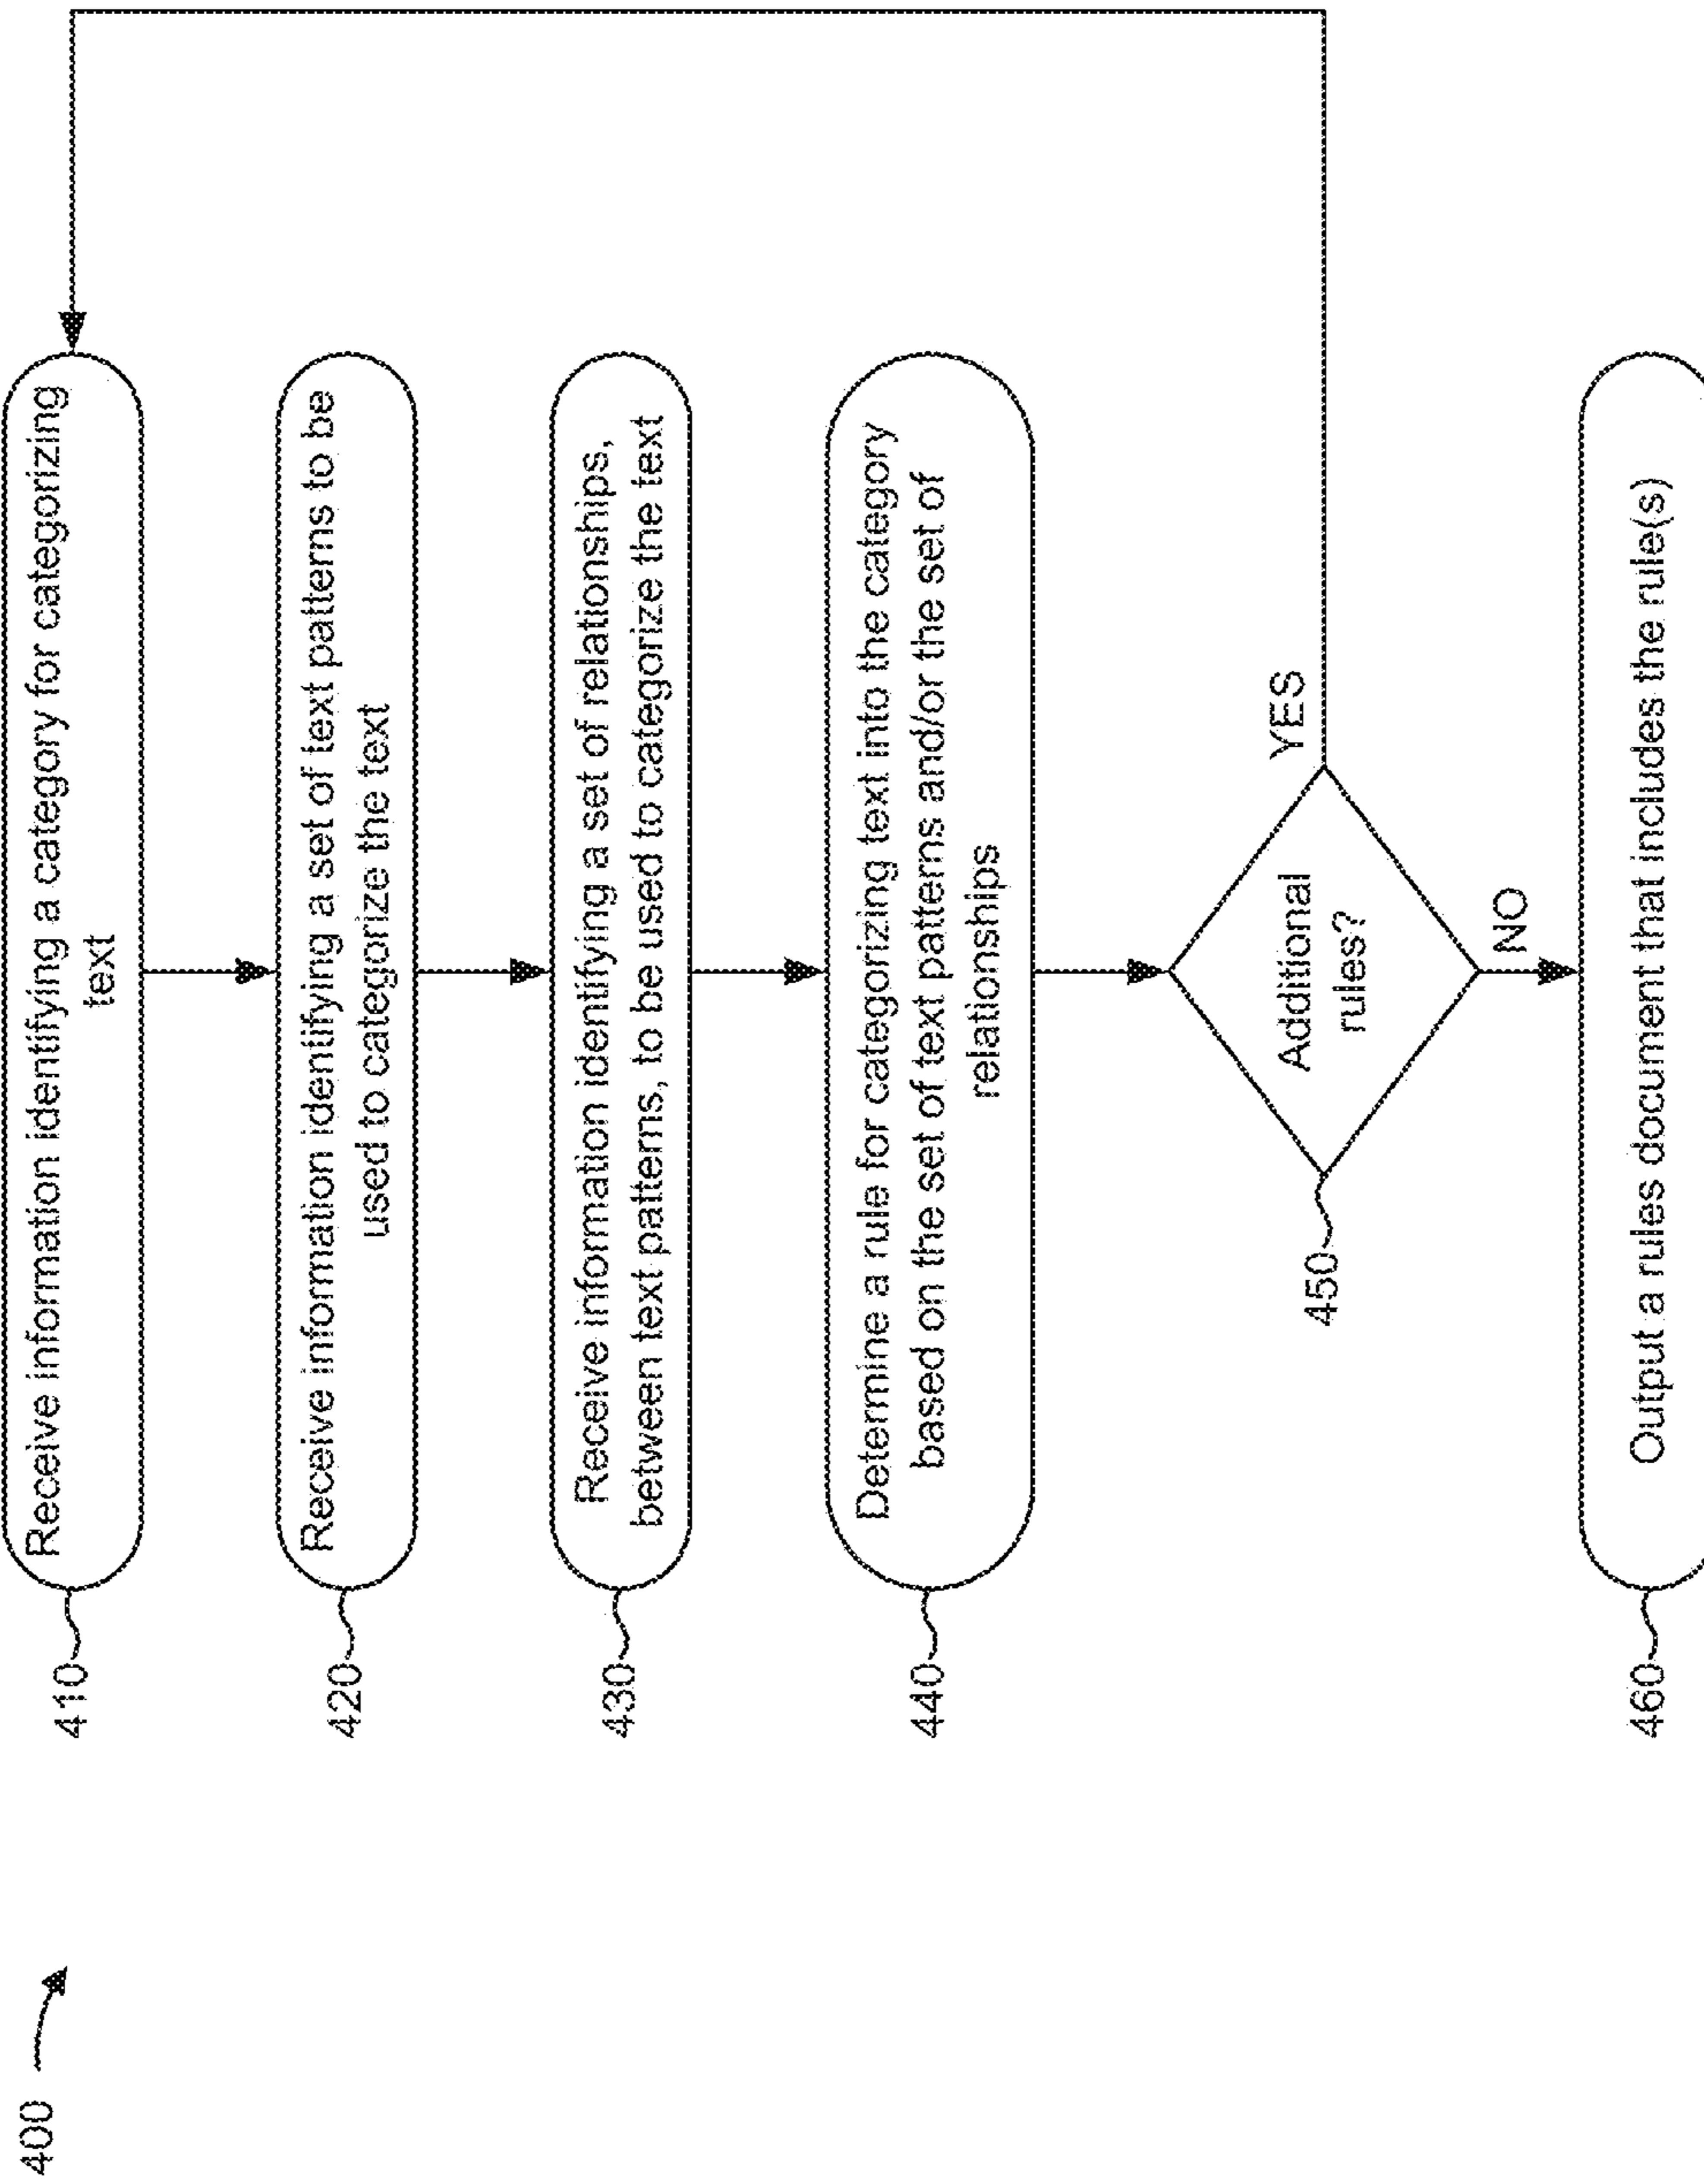 400
410
Receive information identifying a category for categorizing
text
420
Receive information identifying a set of text patterns to be
used to categorize the text
430
Receive information identifying a set of relationships,
between text patterns, to be used to categorize the text
440
Determine a rule for categorizing text into the category
based on the set of text patterns and/or the set of
relationships
450
Additional
rules?
YES
NO
460
Output a rules document that includes the rule(s)